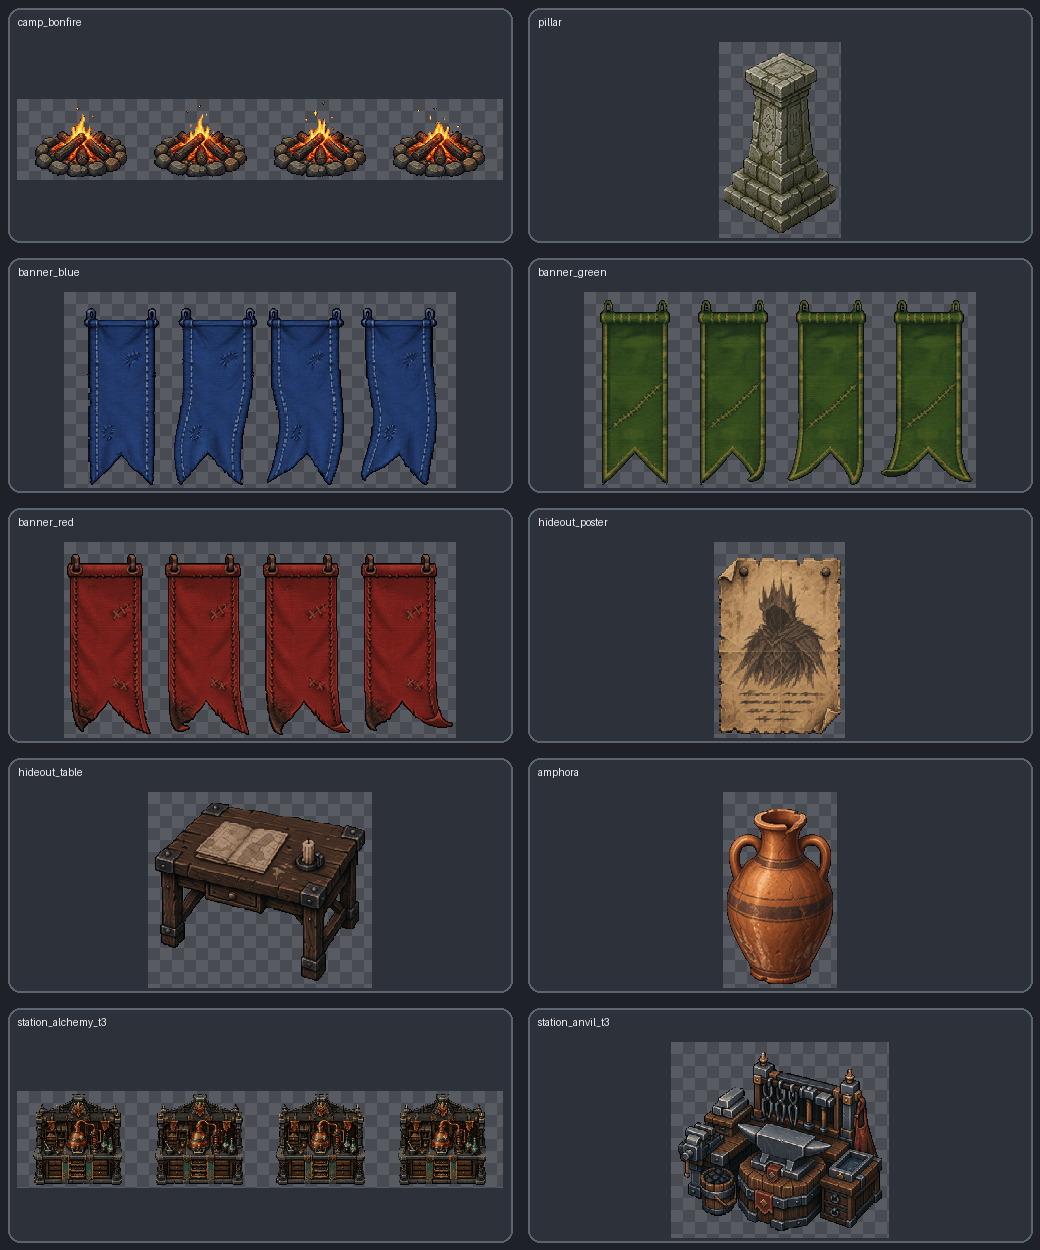 camp_bonfire
pillar
banner_blue
banner_green
banner_red
hideout_poster
hideout_table
amphora
station_alchemy_t3
station_anvil_t3